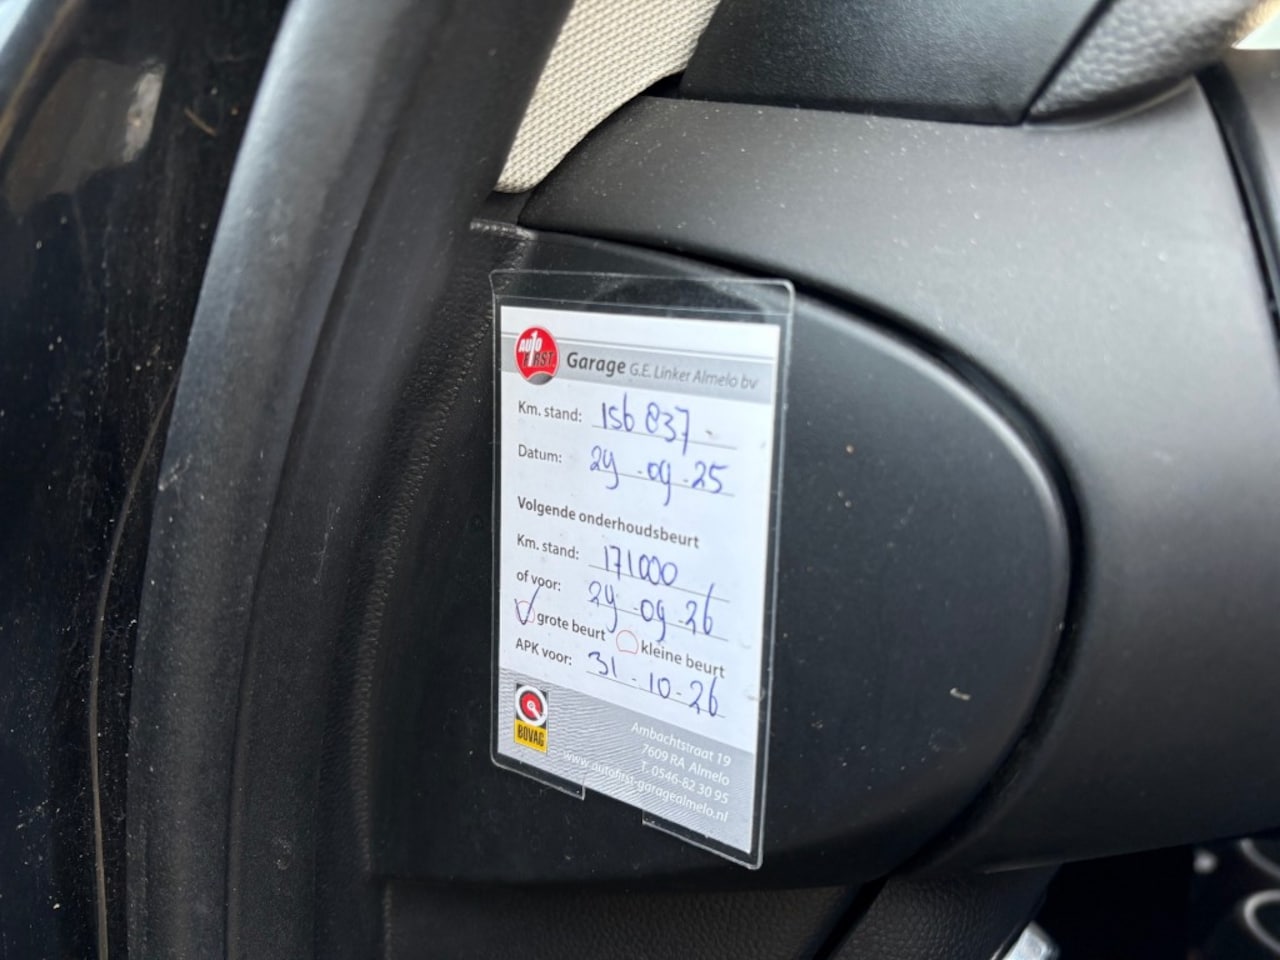 AUTO FIRST
Garage G.E. Linker Almelo bv
Km. stand: 156 837.-
Datum: 29-09-25
Volgende onderhoudsbeurt
Km. stand: 171000
of voor: 29-09-26
grote beurt kleine beurt
APK voor: 31-10-26
BOVAG
Ambachtstraat 19
7609 RA Almelo
T. 0546-82 30 95
www.autofirst-garagealmelo.nl